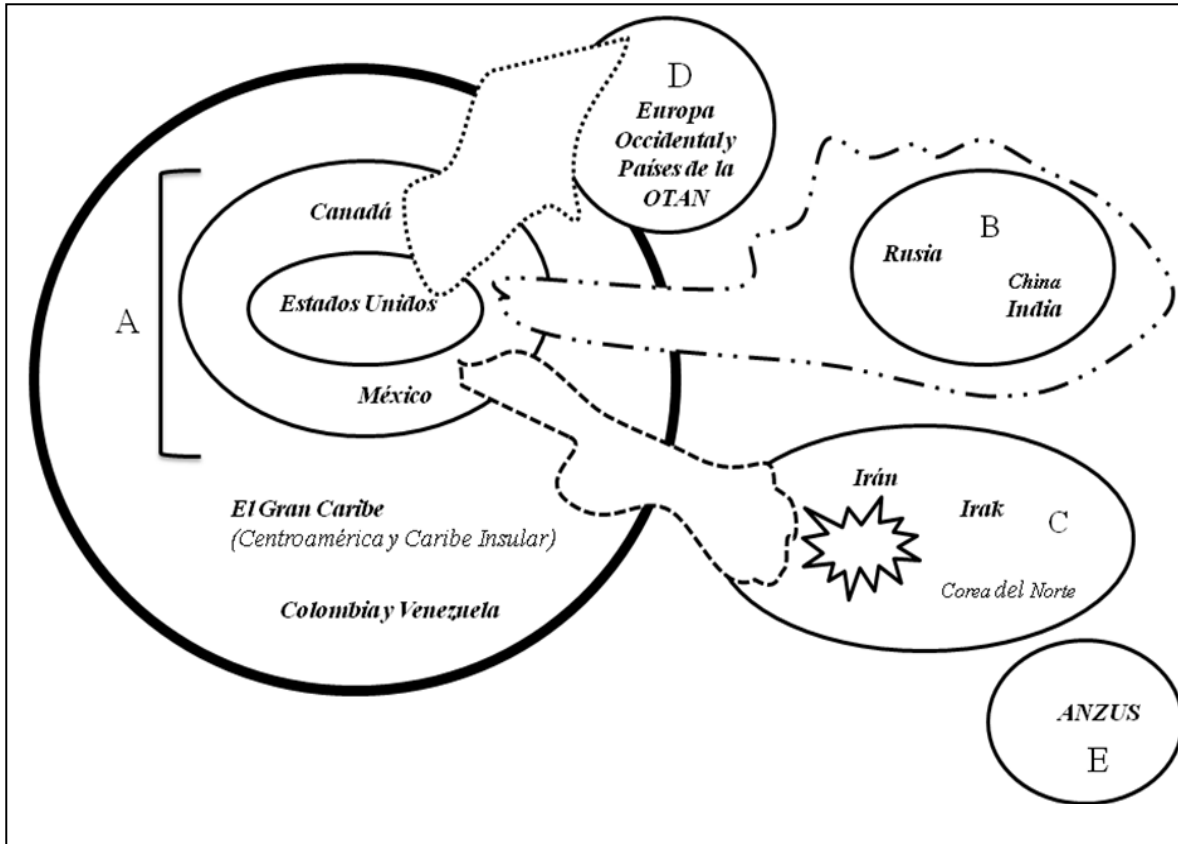 D
Europa
Occidental y
Países de la
OTAN
A
Canadá
Estados Unidos
México
El Gran Caribe
(Centroamérica y Caribe Insular)
Colombia y Venezuela
B
Rusia
China
India
Irán
Irak
C
Corea del Norte
ANZUS
E